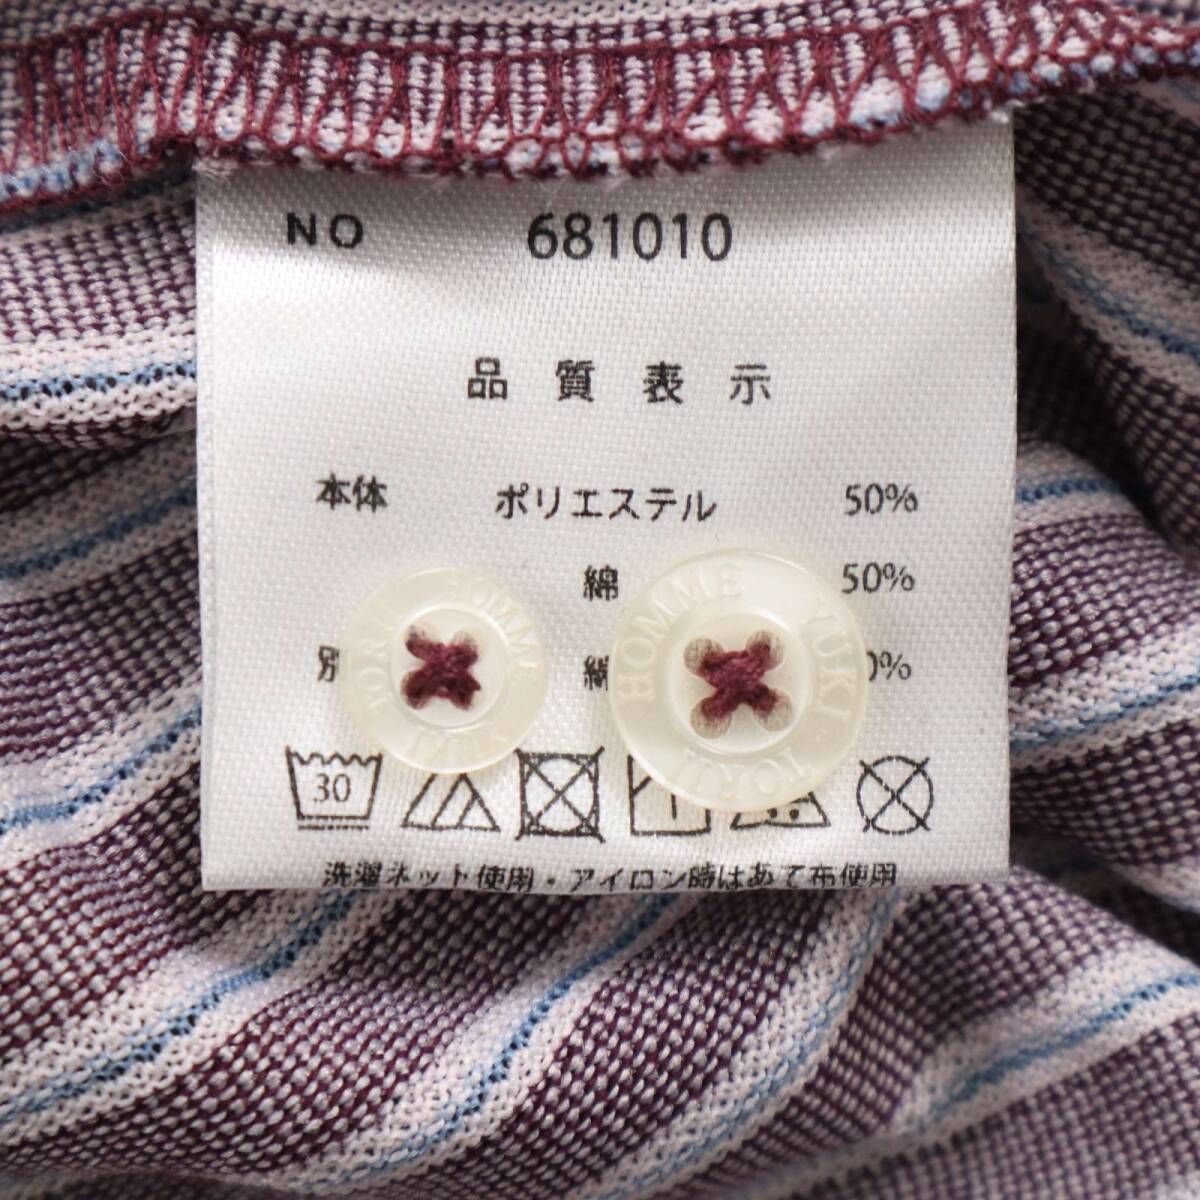 NO 681010
品質表示
本体 ポリエステル 50%
綿 50%
30
洗濯ネット使用・アイロン時はあて布使用
HOMME YUKI TORII
HOMME YUKI TORII